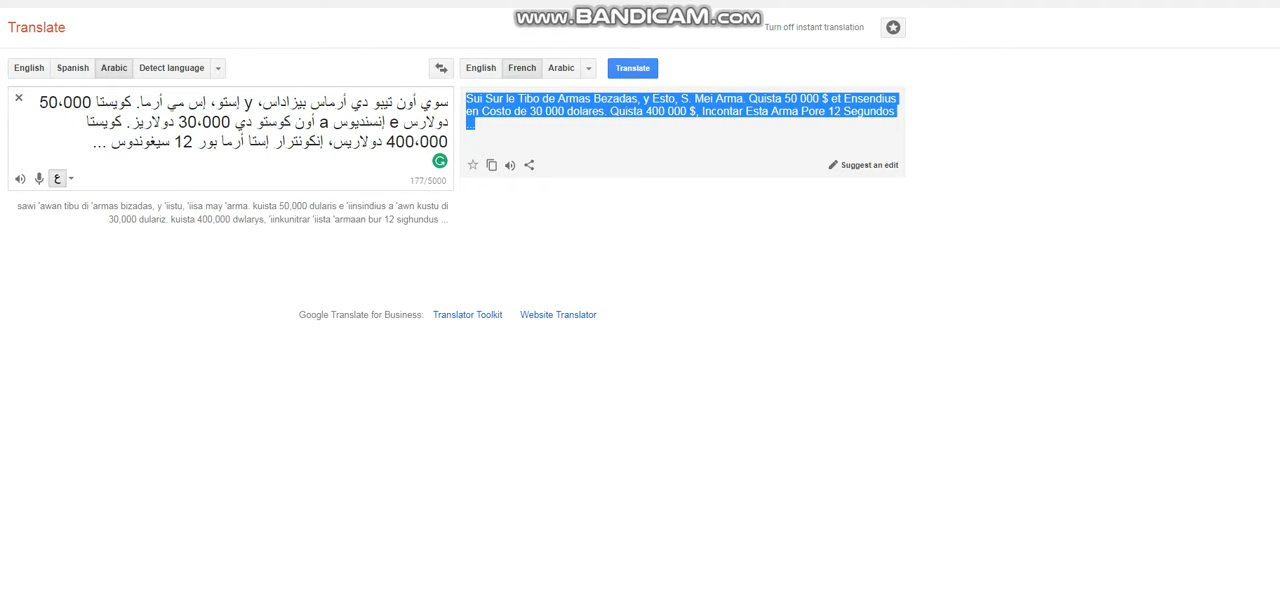 www.BANDICAM.com
Translate
Turn off instant translation
English Spanish Arabic Detect language
English French Arabic Translate
سوي أون تيبو دي أرماس بيزاداس، y إستو، إس مي أرما. كويستا 50،000
دولارس e إنسنديوس a أون كوستو دي 30،000 دولاريز. كويستا
400،000 دولاريس، إنكونترار إستا أرما بور 12 سيغوندوس ...
177/5000
ع
sawi 'awan tibu di 'armas bizadas, y 'iistu, 'iisa may 'arma. kuista 50,000 dularis e 'iinsindius a 'awn kustu di
30,000 dulariz. kuista 400,000 dwlarys, 'iinkunitrar 'iista 'armaan bur 12 sighundus ...
Sui Sur le Tibo de Armas Bezadas, y Esto, S. Mei Arma. Quista 50 000 $ et Ensendius
en Costo de 30 000 dolares. Quista 400 000 $, Incontar Esta Arma Pore 12 Segundos
...
Suggest an edit
Google Translate for Business: Translator Toolkit Website Translator